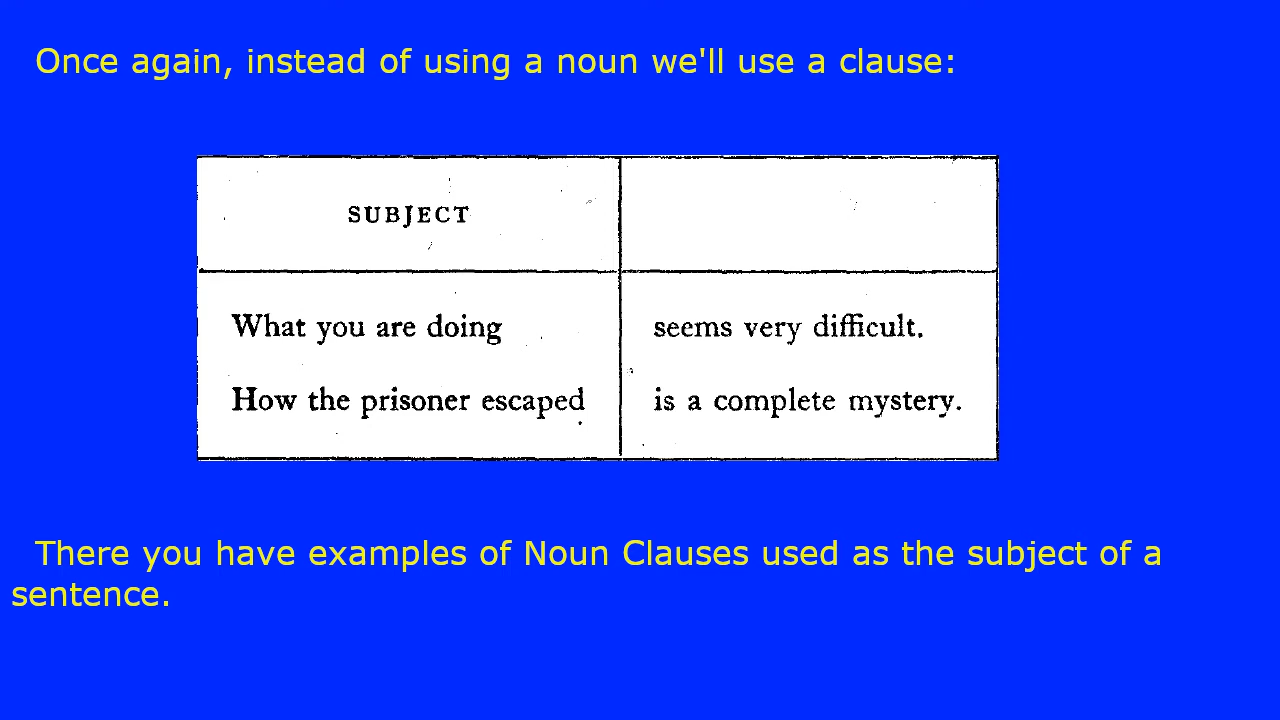 Once again, instead of using a noun we'll use a clause:
SUBJECT
What you are doing seems very difficult.
How the prisoner escaped is a complete mystery.
There you have examples of Noun Clauses used as the subject of a
sentence.